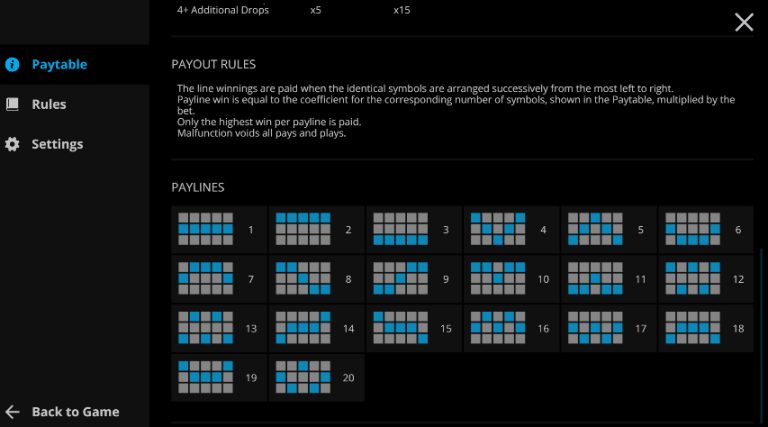 4+ Additional Drops x5 x15
Paytable
Rules
Settings
Back to Game
PAYOUT RULES
The line winnings are paid when the identical symbols are arranged successively from the most left to right.
Payline win is equal to the coefficient for the corresponding number of symbols, shown in the Paytable, multiplied by the
bet.
Only the highest win per payline is paid.
Malfunction voids all pays and plays.
PAYLINES
1 2 3 4 5 6
7 8 9 10 11 12
13 14 15 16 17 18
19 20